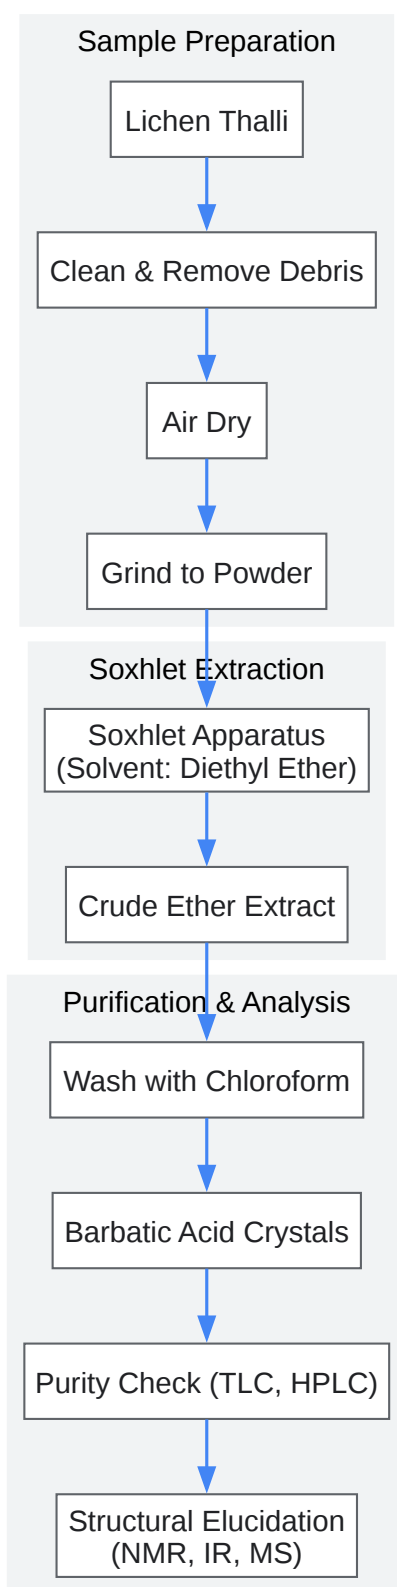 Sample Preparation
Lichen Thalli
Clean & Remove Debris
Air Dry
Grind to Powder
Soxhlet Extraction
Soxhlet Apparatus
(Solvent: Diethyl Ether)
Crude Ether Extract
Purification & Analysis
Wash with Chloroform
Barbatic Acid Crystals
Purity Check (TLC, HPLC)
Structural Elucidation
(NMR, IR, MS)